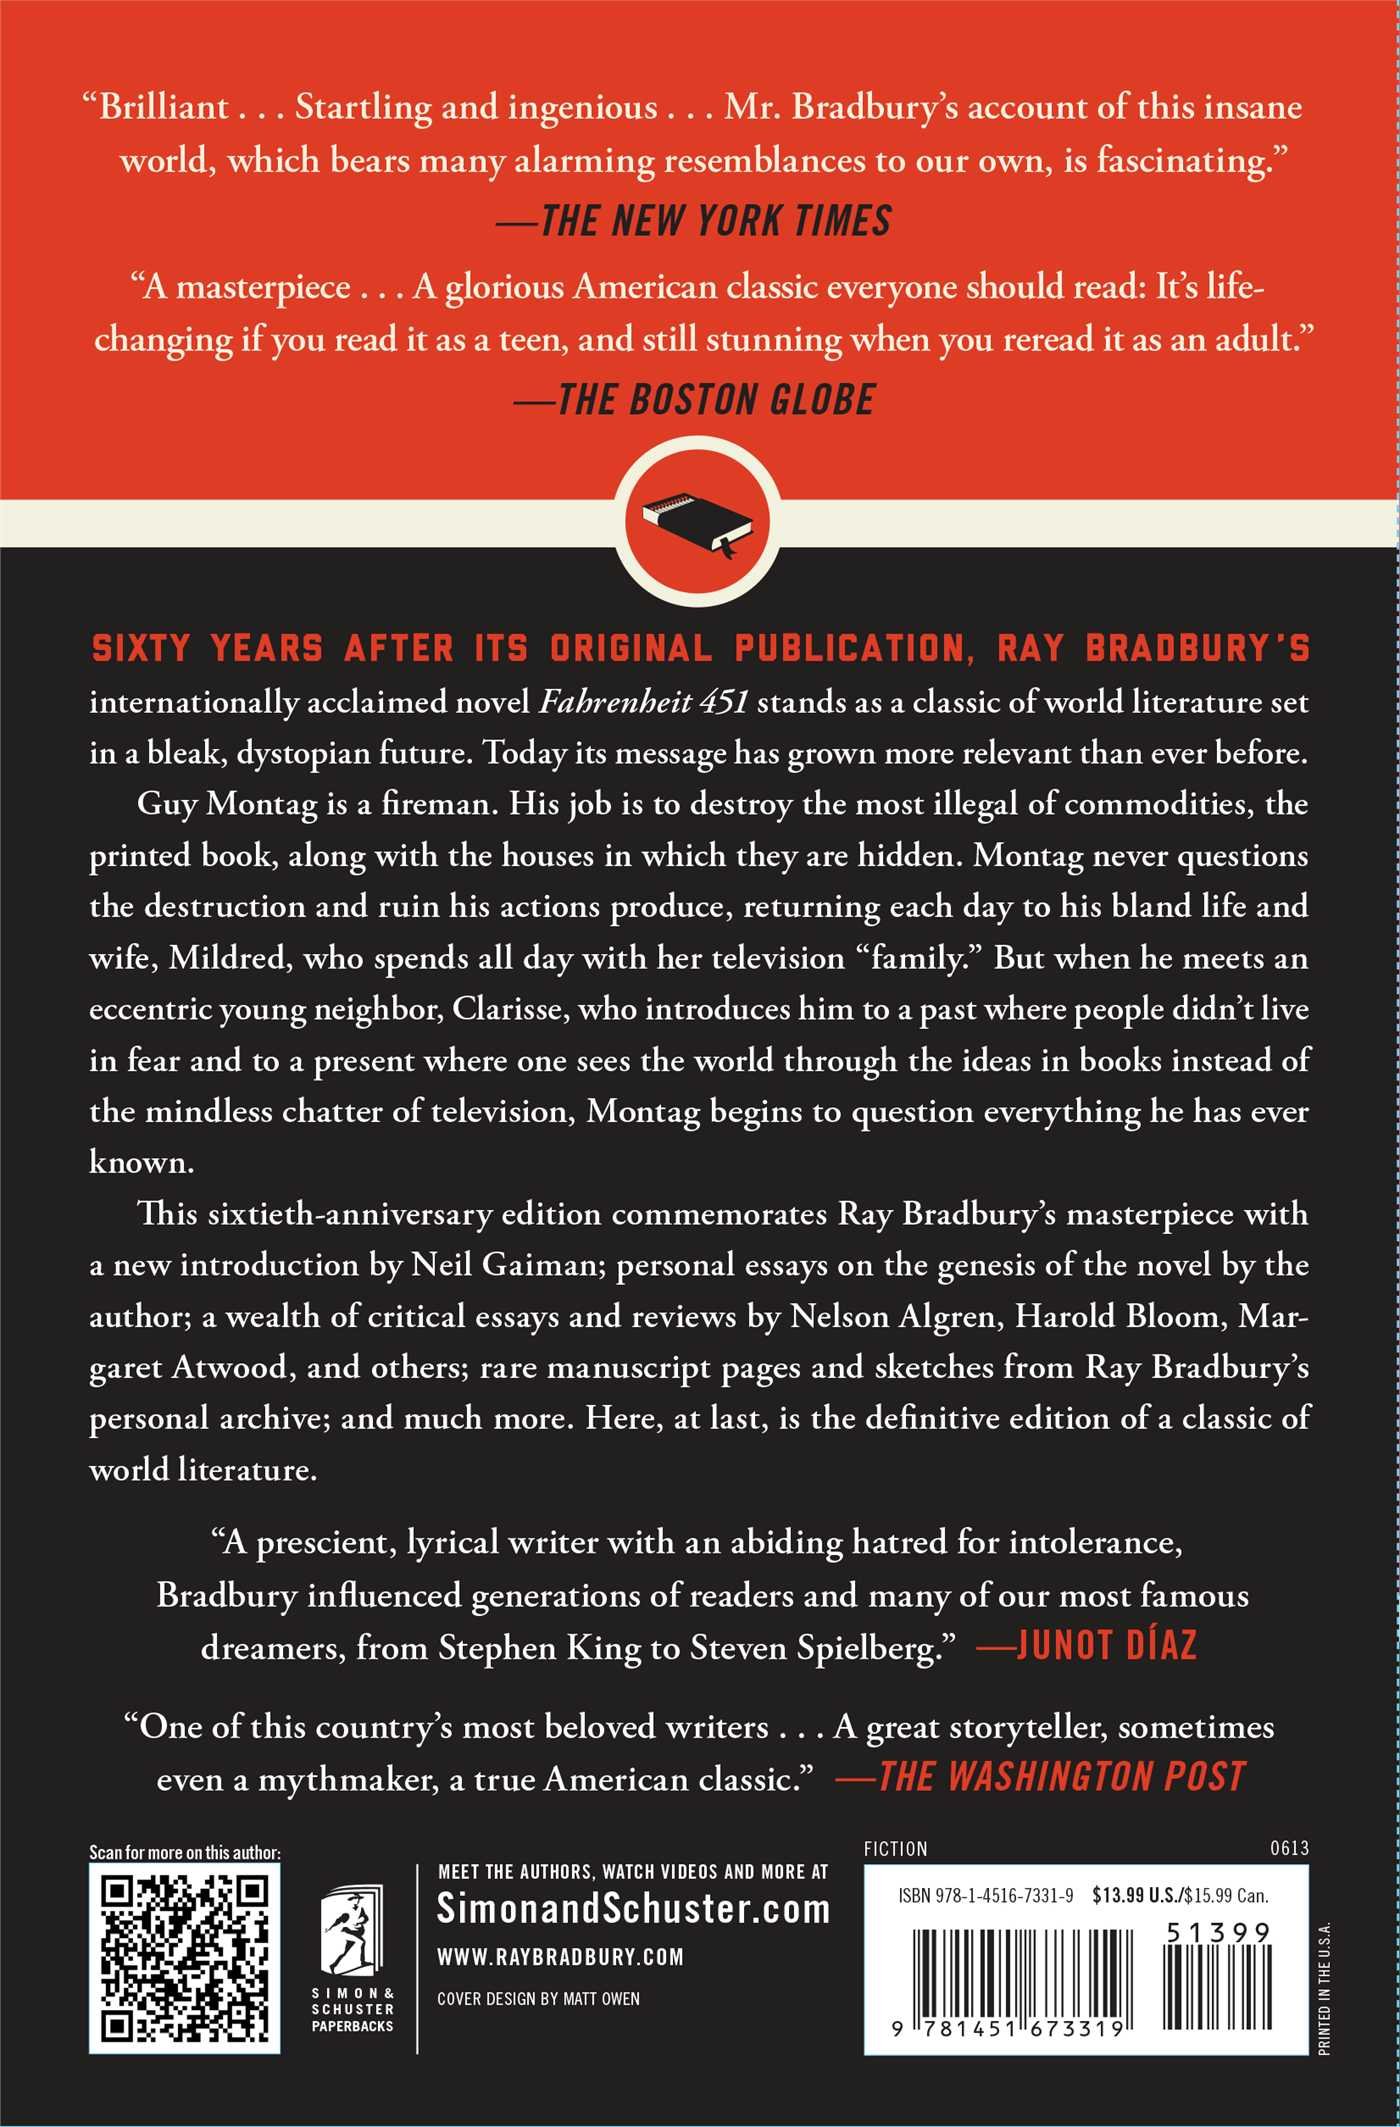 “Brilliant . . . Startling and ingenious . . . Mr. Bradbury’s account of this insane
world, which bears many alarming resemblances to our own, is fascinating.”
—THE NEW YORK TIMES
“A masterpiece . . . A glorious American classic everyone should read: It’s life-
changing if you read it as a teen, and still stunning when you reread it as an adult.”
—THE BOSTON GLOBE
SIXTY YEARS AFTER ITS ORIGINAL PUBLICATION, RAY BRADBURY’S
internationally acclaimed novel Fahrenheit 451 stands as a classic of world literature set
in a bleak, dystopian future. Today its message has grown more relevant than ever before.
Guy Montag is a fireman. His job is to destroy the most illegal of commodities, the
printed book, along with the houses in which they are hidden. Montag never questions
the destruction and ruin his actions produce, returning each day to his bland life and
wife, Mildred, who spends all day with her television “family.” But when he meets an
eccentric young neighbor, Clarisse, who introduces him to a past where people didn’t live
in fear and to a present where one sees the world through the ideas in books instead of
the mindless chatter of television, Montag begins to question everything he has ever
known.
This sixtieth-anniversary edition commemorates Ray Bradbury’s masterpiece with
a new introduction by Neil Gaiman; personal essays on the genesis of the novel by the
author; a wealth of critical essays and reviews by Nelson Algren, Harold Bloom, Mar-
garet Atwood, and others; rare manuscript pages and sketches from Ray Bradbury’s
personal archive; and much more. Here, at last, is the definitive edition of a classic of
world literature.
“A prescient, lyrical writer with an abiding hatred for intolerance,
Bradbury influenced generations of readers and many of our most famous
dreamers, from Stephen King to Steven Spielberg.” —JUNOT DÍAZ
“One of this country’s most beloved writers . . . A great storyteller, sometimes
even a mythmaker, a true American classic.” —THE WASHINGTON POST
Scan for more on this author:
SIMON &
SCHUSTER
PAPERBACKS
MEET THE AUTHORS, WATCH VIDEOS AND MORE AT
SimonandSchuster.com
WWW.RAYBRADBURY.COM
COVER DESIGN BY MATT OWEN
FICTION 0613
ISBN 978-1-4516-7331-9 $13.99 U.S./$15.99 Can.
51399
9 781451 673319
PRINTED IN THE U.S.A.